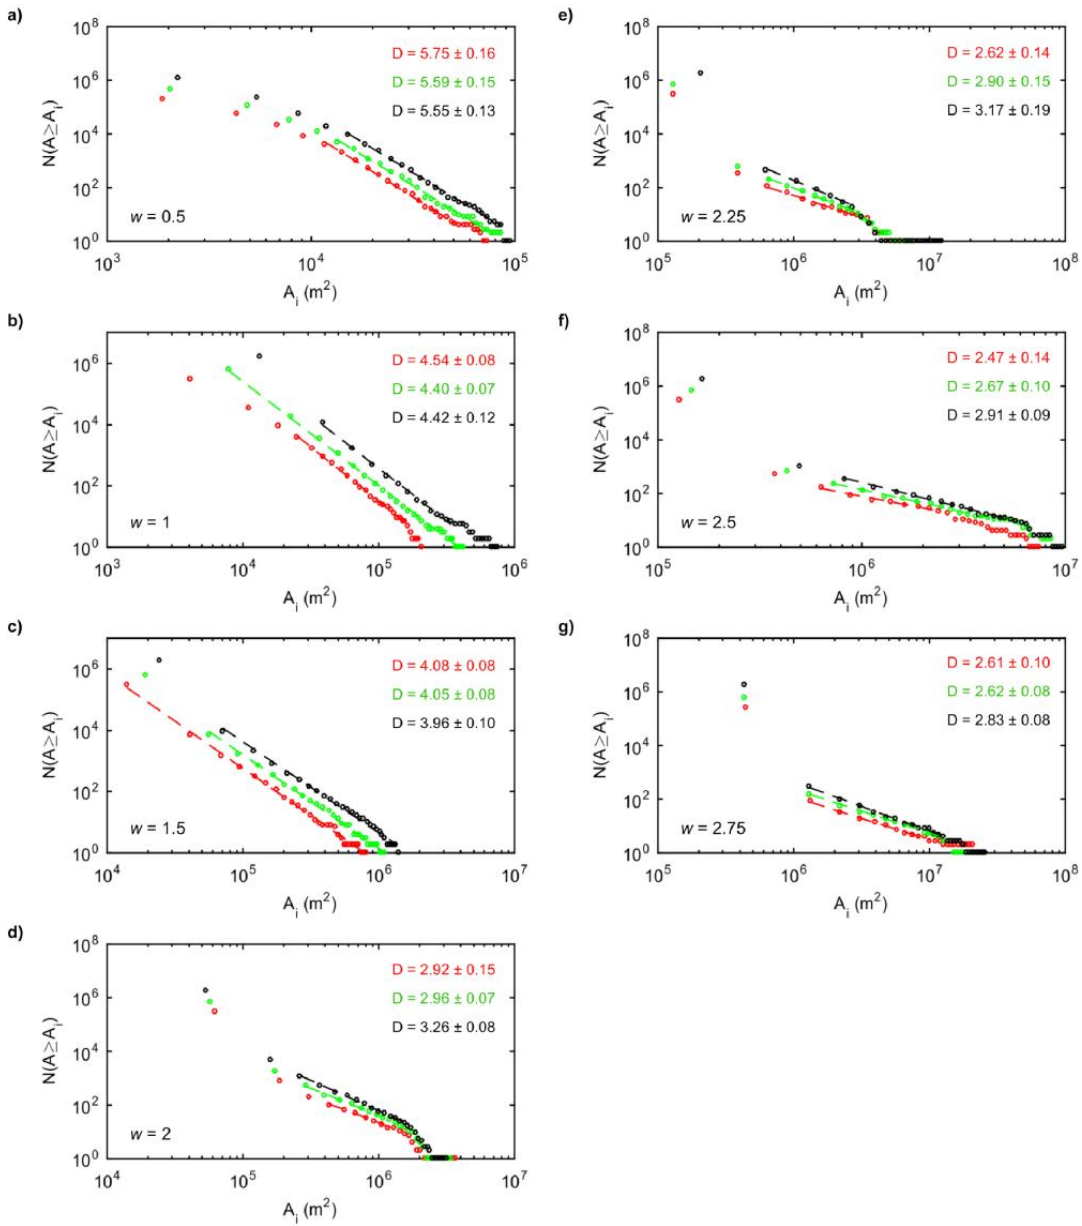 a)
10^8
10^6
10^4
10^2
10^0
N(A≥A_i)
D = 5.75 ± 0.16
D = 5.59 ± 0.15
D = 5.55 ± 0.13
w = 0.5
10^3 10^4 10^5
A_i (m^2)
b)
10^6
10^4
10^2
10^0
N(A≥A_i)
D = 4.54 ± 0.08
D = 4.40 ± 0.07
D = 4.42 ± 0.12
w = 1
10^3 10^4 10^5 10^6
A_i (m^2)
c)
10^6
10^4
10^2
10^0
N(A≥A_i)
D = 4.08 ± 0.08
D = 4.05 ± 0.08
D = 3.96 ± 0.10
w = 1.5
10^4 10^5 10^6 10^7
A_i (m^2)
d)
10^8
10^6
10^4
10^2
10^0
N(A≥A_i)
D = 2.92 ± 0.15
D = 2.96 ± 0.07
D = 3.26 ± 0.08
w = 2
10^4 10^5 10^6 10^7
A_i (m^2)
e)
10^8
10^6
10^4
10^2
10^0
N(A≥A_i)
D = 2.62 ± 0.14
D = 2.90 ± 0.15
D = 3.17 ± 0.19
w = 2.25
10^5 10^6 10^7 10^8
A_i (m^2)
f)
10^8
10^6
10^4
10^2
10^0
N(A≥A_i)
D = 2.47 ± 0.14
D = 2.67 ± 0.10
D = 2.91 ± 0.09
w = 2.5
10^5 10^6 10^7
A_i (m^2)
g)
10^8
10^6
10^4
10^2
10^0
N(A≥A_i)
D = 2.61 ± 0.10
D = 2.62 ± 0.08
D = 2.83 ± 0.08
w = 2.75
10^5 10^6 10^7 10^8
A_i (m^2)